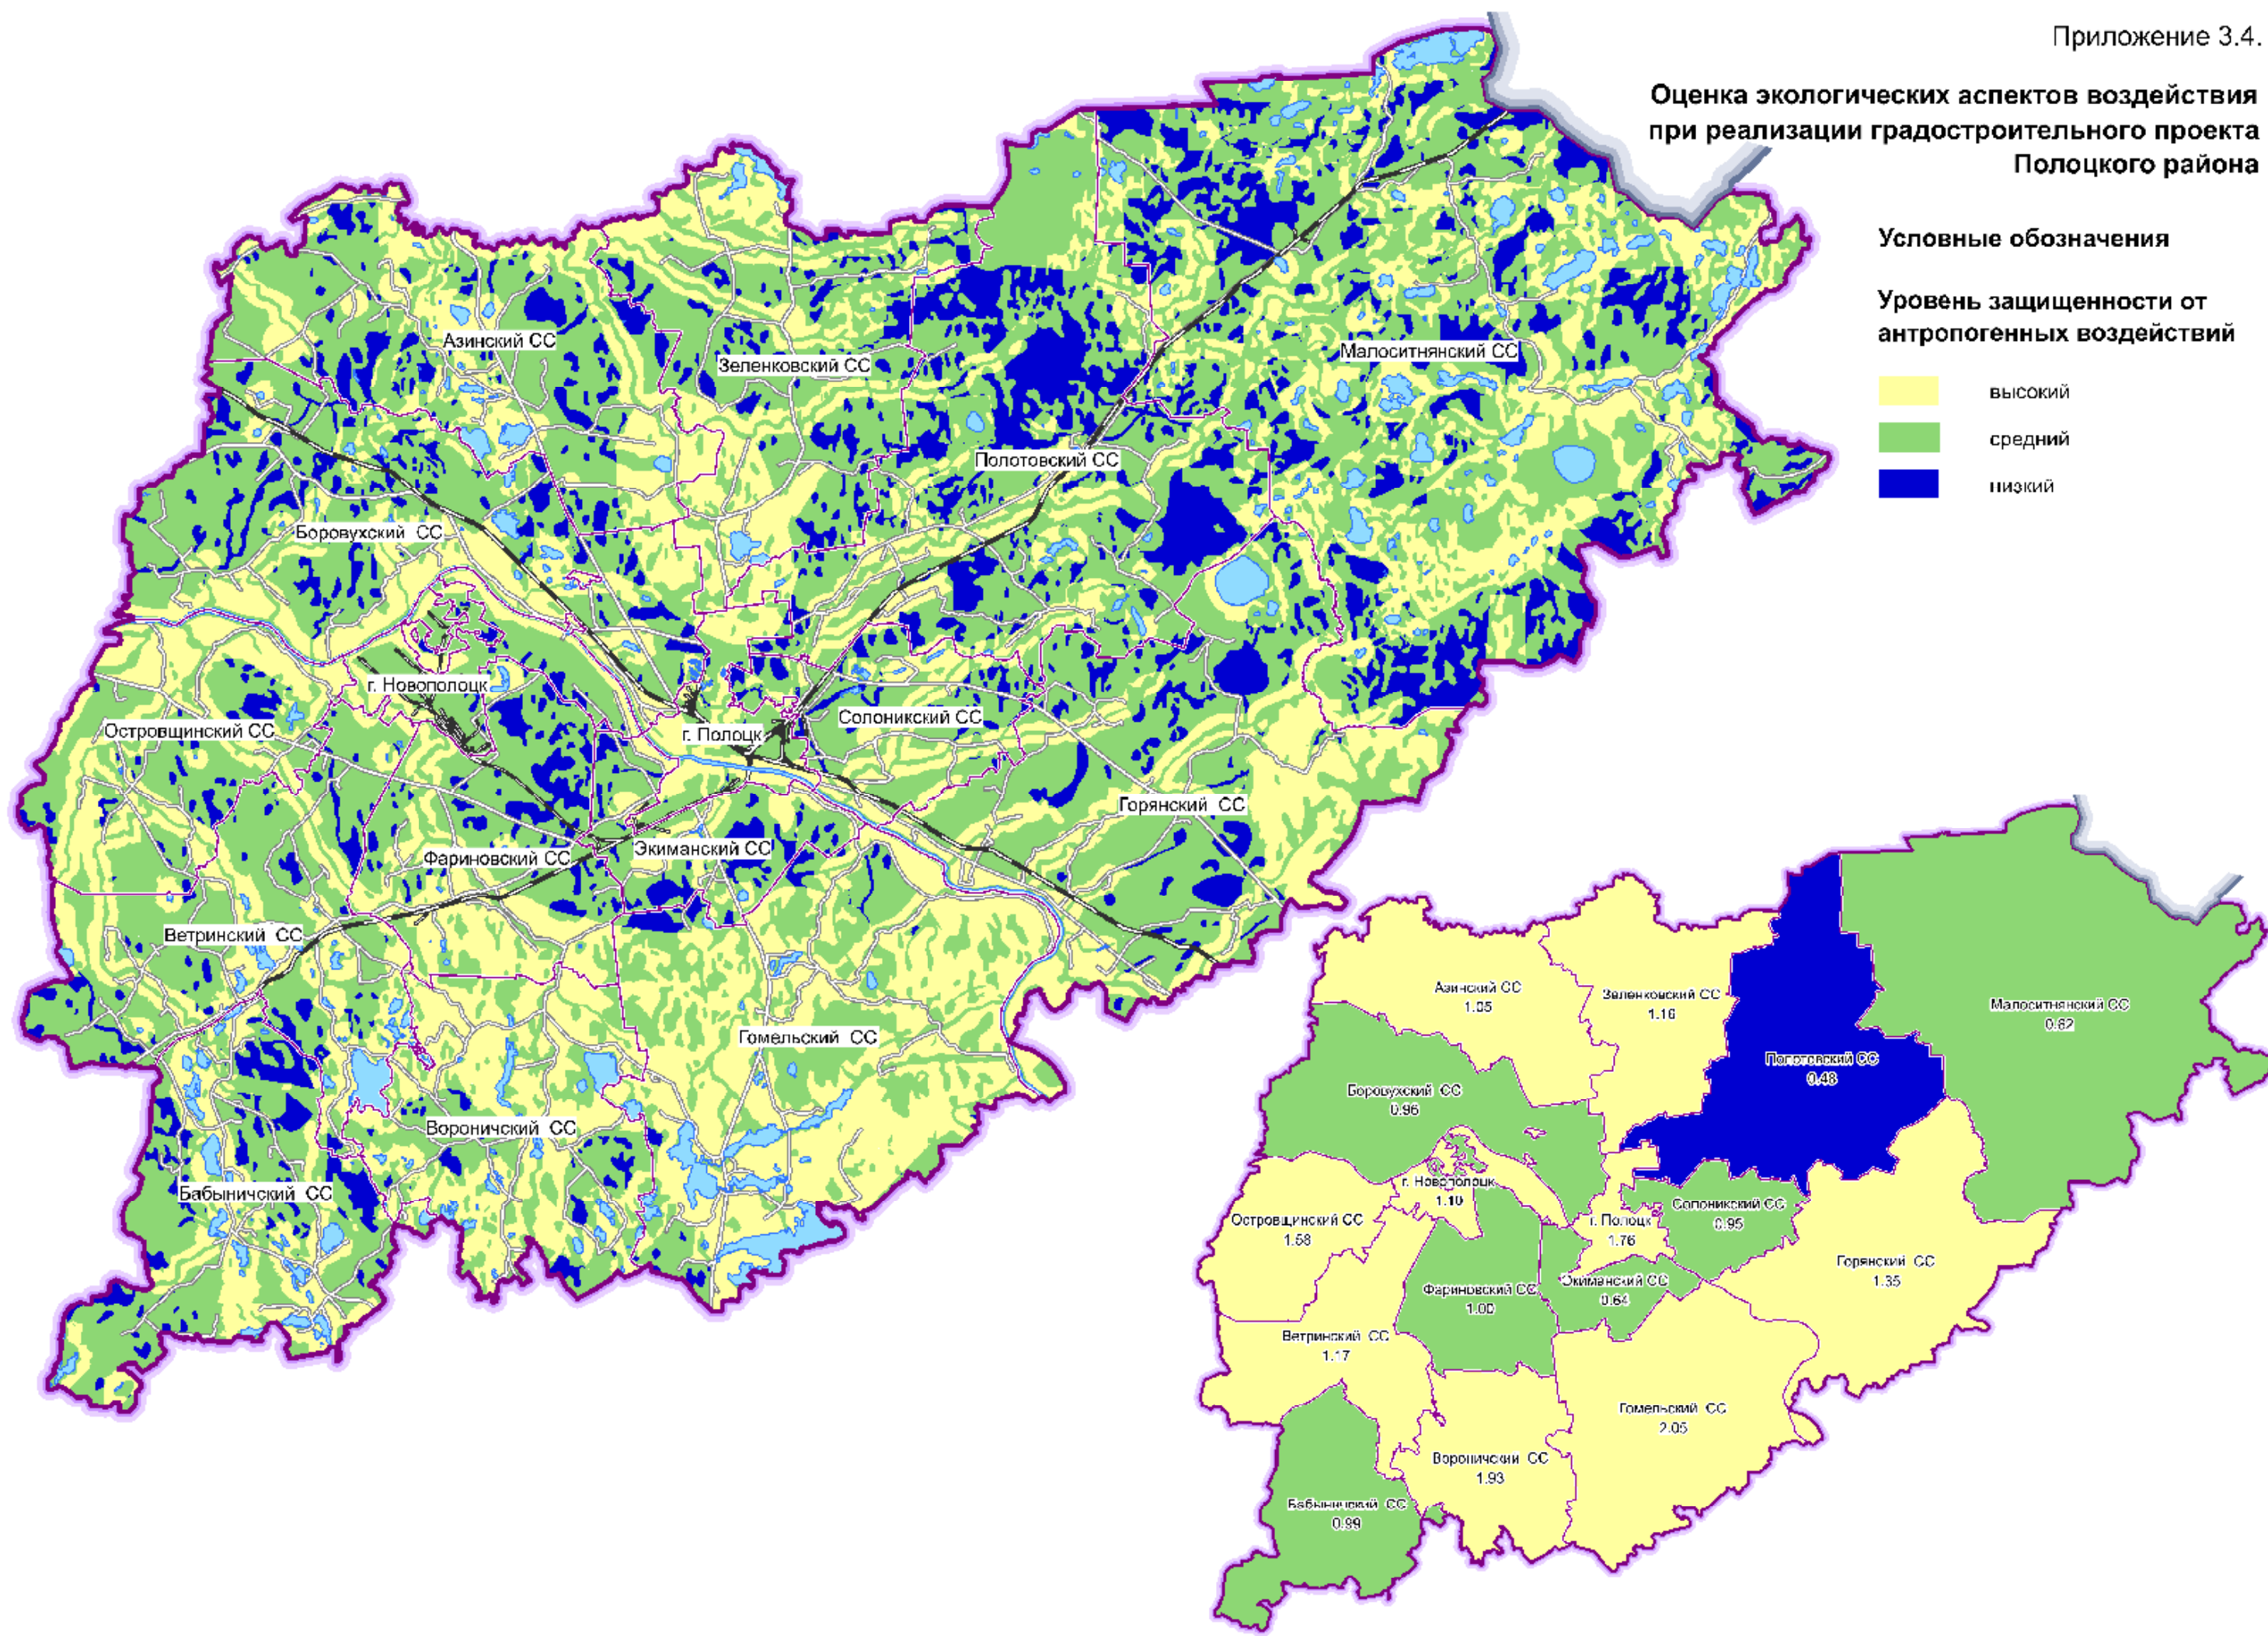 Приложение 3.4.
Оценка экологических аспектов воздействия
при реализации градостроительного проекта
Полоцкого района
Условные обозначения
Уровень защищенности от
антропогенных воздействий
высокий
средний
низкий
Азинский СС
Зеленковский СС
Малоситнянский СС
Полотовский СС
Боровухский СС
г. Новополоцк
Островщинский СС
Солоникский СС
г. Полоцк
Горянский СС
Экиманский СС
Фариновский СС
Ветринский СС
Гомельский СС
Вороничский СС
Бабыничский СС
Азинский СС
1.05
Зеленковский СС
1.16
Малоситнянский СС
0.82
Полотовский СС
0.48
Боровухский СС
0.96
г. Новополоцк
1.10
Солоникский СС
0.95
Островщинский СС
1.58
г. Полоцк
1.76
Горянский СС
1.35
Экиманский СС
0.64
Фариновский СС
1.00
Ветринский СС
1.17
Гомельский СС
2.05
Вороничский СС
1.93
Бабыничский СС
0.99